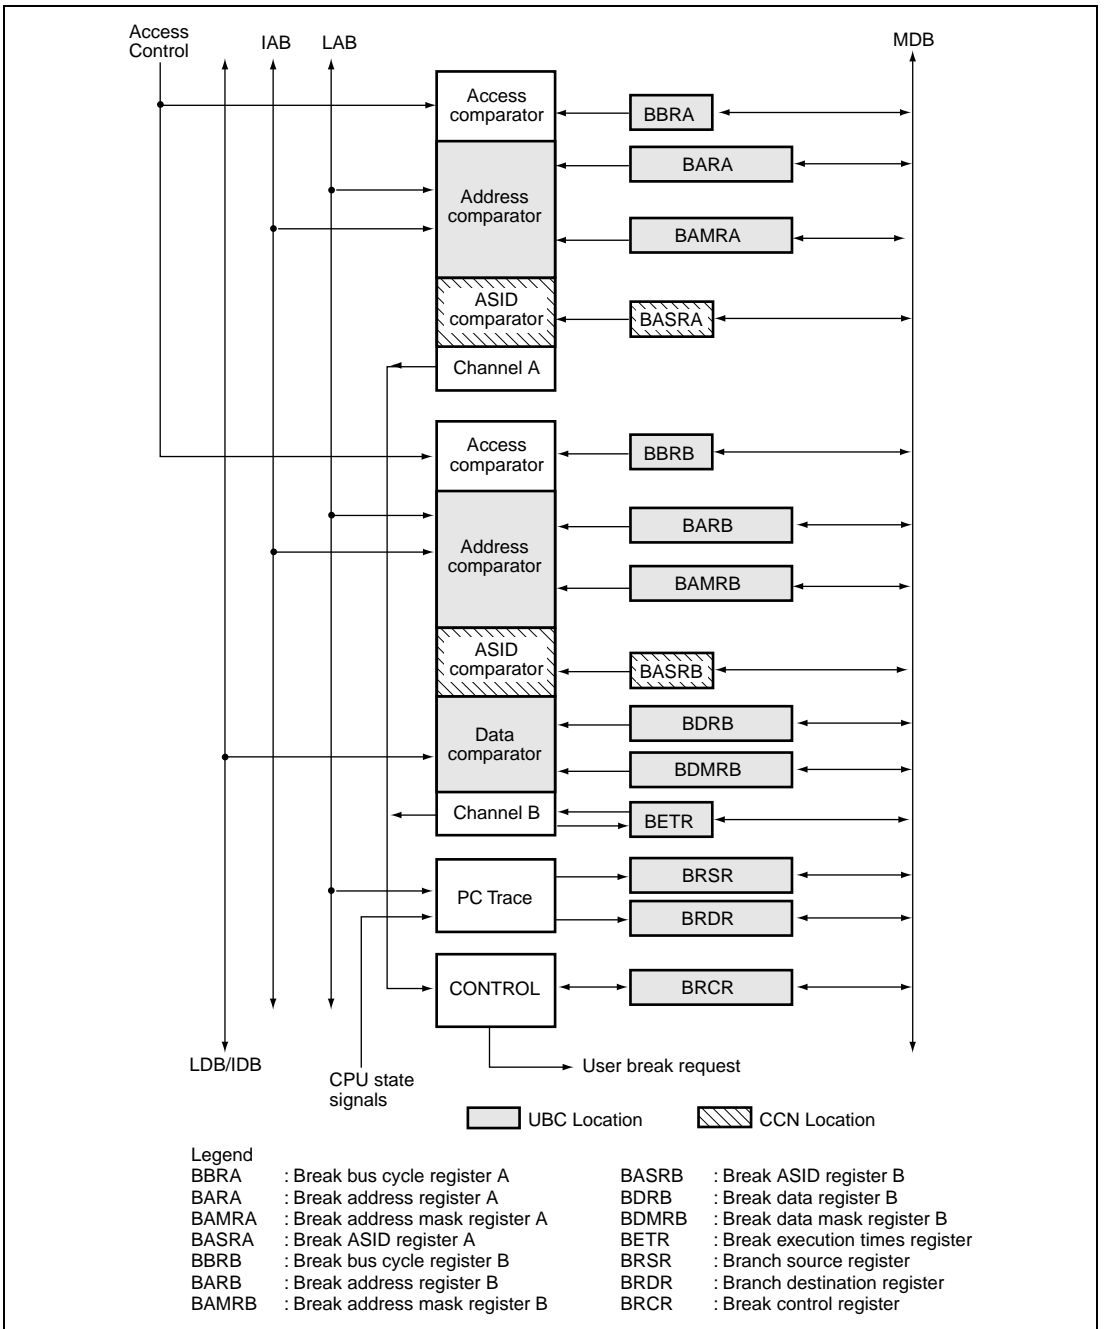 Access
Control
IAB
LAB
MDB
Access
comparator
BBRA
BARA
Address
comparator
BAMRA
ASID
comparator
BASRA
Channel A
Access
comparator
BBRB
BARB
Address
comparator
BAMRB
ASID
comparator
BASRB
BDRB
Data
comparator
BDMRB
Channel B
BETR
BRSR
PC Trace
BRDR
CONTROL
BRCR
LDB/IDB
CPU state
signals
User break request
UBC Location
CCN Location
Legend
BBRA : Break bus cycle register A
BARA : Break address register A
BAMRA : Break address mask register A
BASRA : Break ASID register A
BBRB : Break bus cycle register B
BARB : Break address register B
BAMRB : Break address mask register B
BASRB : Break ASID register B
BDRB : Break data register B
BDMRB : Break data mask register B
BETR : Break execution times register
BRSR : Branch source register
BRDR : Branch destination register
BRCR : Break control register